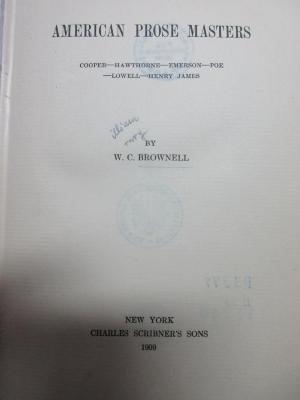 AMERICAN PROSE MASTERS
COOPER—HAWTHORNE—EMERSON—POE
—LOWELL—HENRY JAMES
BY
W. C. BROWNELL
NEW YORK
CHARLES SCRIBNER'S SONS
1909